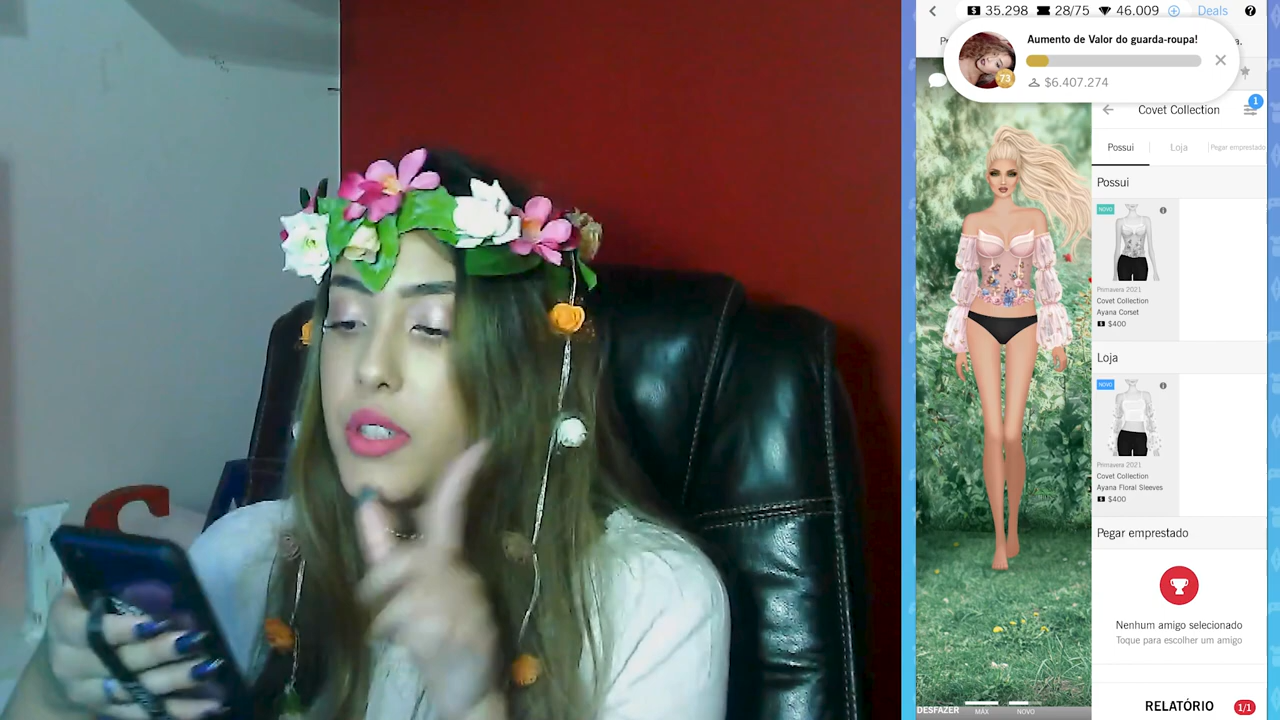 $ 35.298 28/75 46.009 Deals ?
Aumento de Valor do guarda-roupa!
73
$6.407.274
Covet Collection
1
Possui
Loja
Pegar emprestado
Possui
NOVO
Primavera 2021
Covet Collection
Ayana Corset
$ $400
Loja
NOVO
Primavera 2021
Covet Collection
Ayana Floral Sleeves
$ $400
Pegar emprestado
Nenhum amigo selecionado
Toque para escolher um amigo
DESFAZER
MÁX
NOVO
RELATÓRIO
1/1